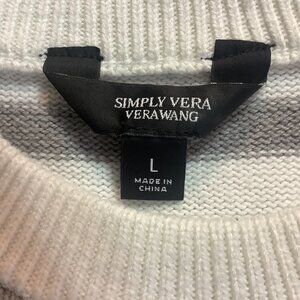 SIMPLY VERA
VERAWANG
L
MADE IN
CHINA